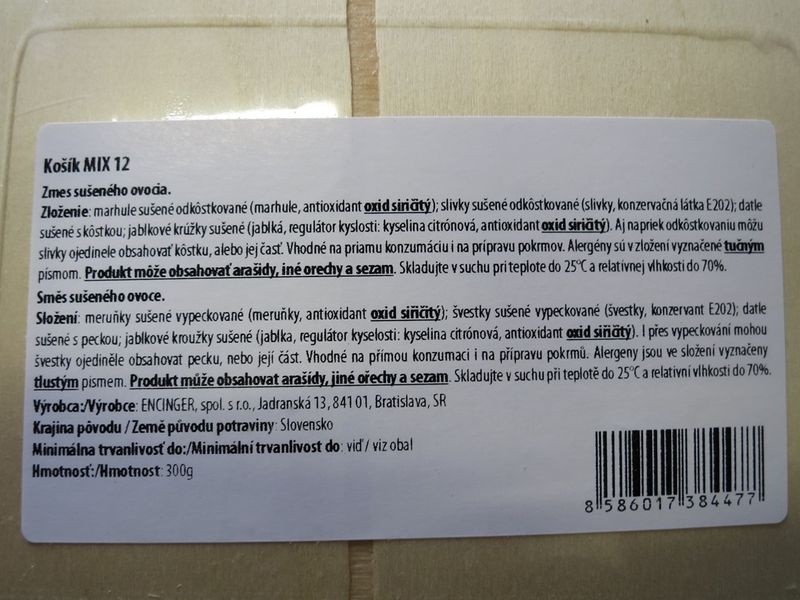 Košík MIX 12
Zmes sušeného ovocia.
Zloženie: marhule sušené odkôstkované (marhule, antioxidant oxid siričitý); slivky sušené odkôstkované (slivky, konzervačná látka E202); datle
sušené s kôstkou; jabĺkové krúžky sušené (jablká, regulátor kyslosti: kyselina citrónová, antioxidant oxid siričitý). Aj napriek odkôstkovaniu môžu
slivky ojedinele obsahovať kôstku, alebo jej časť. Vhodné na priamu konzumáciu i na prípravu pokrmov. Alergény sú v zložení vyznačené tučným
písmom. Produkt môže obsahovať arašidy, iné orechy a sezam. Skladujte v suchu pri teplote do 25°C a relatívnej vlhkosti do 70%.
Směs sušeného ovoce.
Složení: meruňky sušené vypeckované (meruňky, antioxidant oxid siřičitý); švestky sušené vypeckované (švestky, konzervant E202); datle
sušené s peckou; jablkové kroužky sušené (jablka, regulátor kyselosti: kyselina citrónová, antioxidant oxid siřičitý). I přes vypeckování mohou
švestky ojediněle obsahovat pecku, nebo její část. Vhodné na přímou konzumaci i na přípravu pokrmů. Alergeny jsou ve složení vyznačeny
tlustým písmem. Produkt může obsahovat arašídy, jiné ořechy a sezam. Skladujte v suchu při teplotě do 25°C a relativní vlhkosti do 70%.
Výrobca:/Výrobce: ENCINGER, spol. s r.o., Jadranská 13, 841 01, Bratislava, SR
Krajina pôvodu / Země původu potraviny: Slovensko
Minimálna trvanlivosť do:/Minimální trvanlivost do: viď / viz obal
Hmotnosť:/Hmotnost: 300g
8 586017 384477